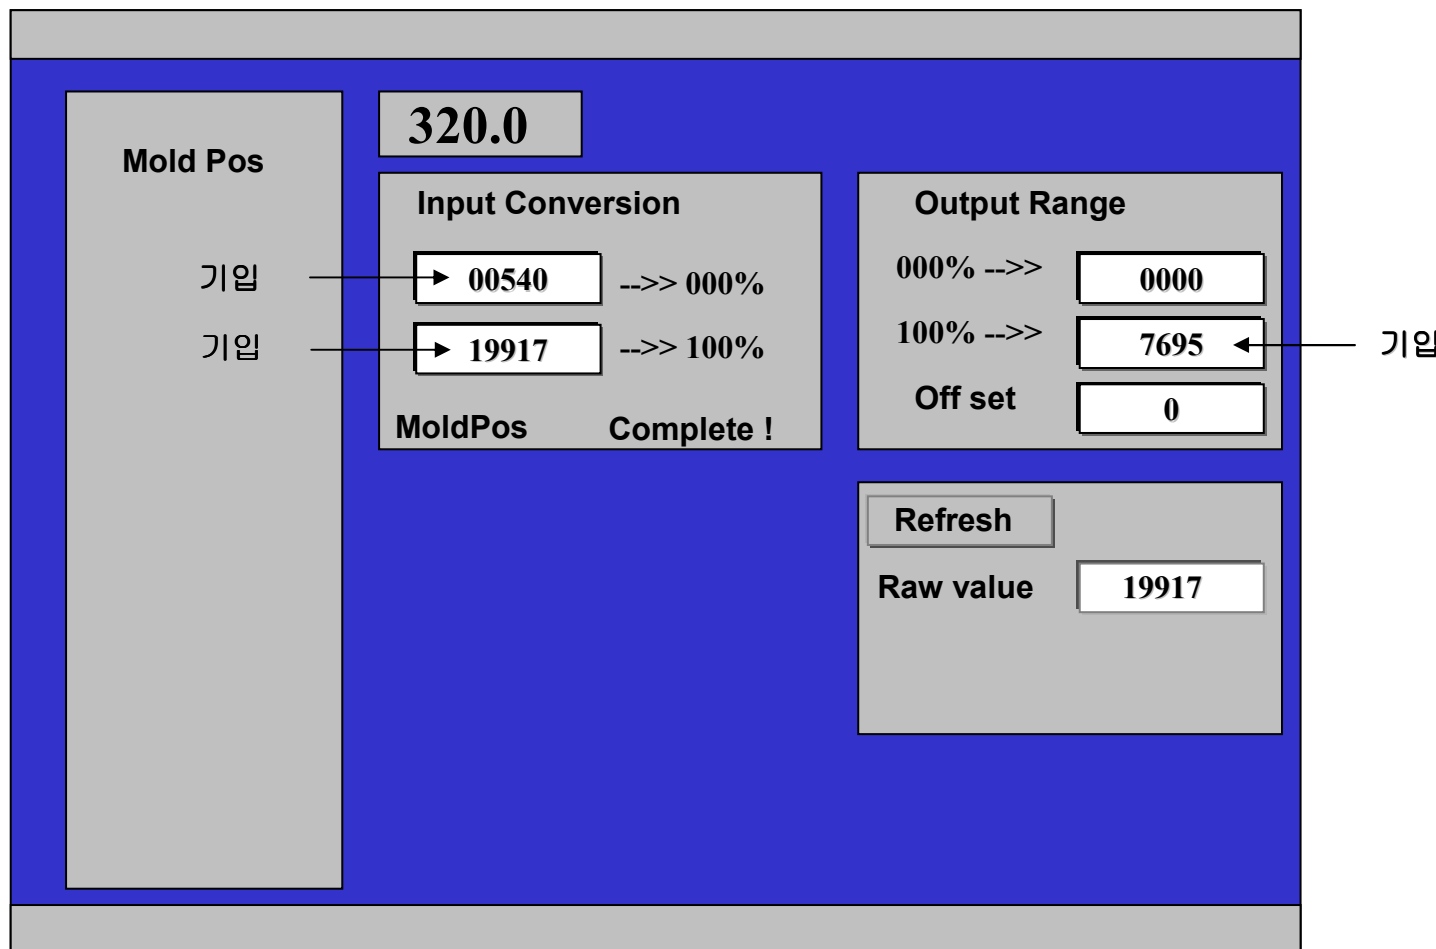 320.0
Mold Pos
Input Conversion
기입
00540 -->> 000%
기입
19917 -->> 100%
MoldPos Complete !
Output Range
000% -->> 0000
100% -->> 7695
기입
Off set 0
Refresh
Raw value 19917